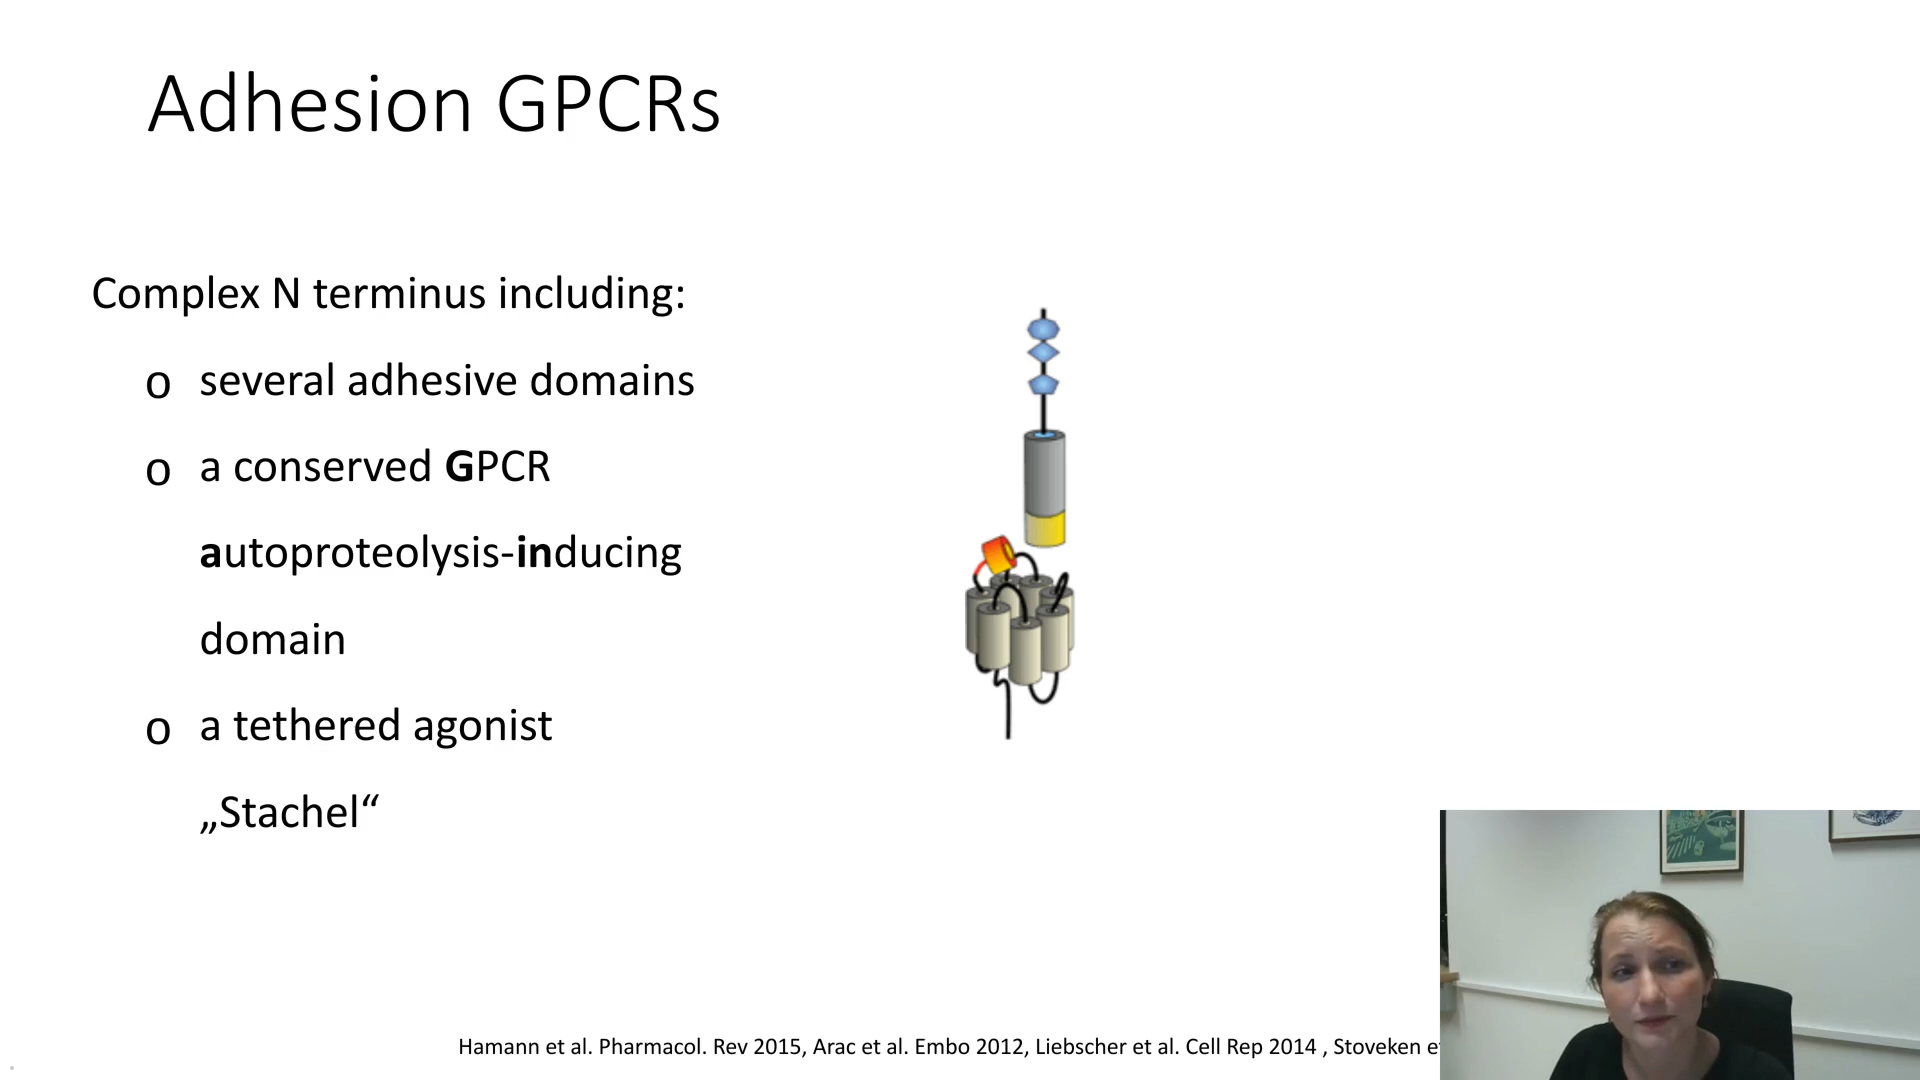 Adhesion GPCRs
Complex N terminus including:
o several adhesive domains
o a conserved GPCR
autoproteolysis-inducing
domain
o a tethered agonist
„Stachel“
Hamann et al. Pharmacol. Rev 2015, Arac et al. Embo 2012, Liebscher et al. Cell Rep 2014 , Stoveken